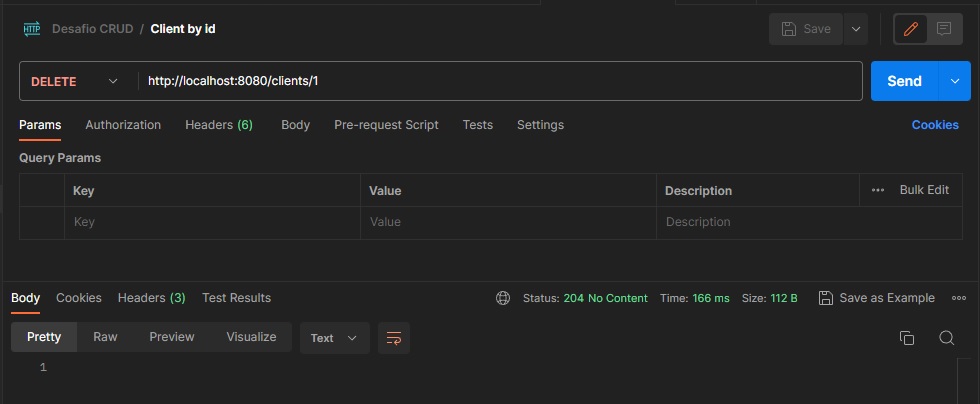 HTTP Desafio CRUD / Client by id Save
DELETE http://localhost:8080/clients/1 Send
Params Authorization Headers (6) Body Pre-request Script Tests Settings Cookies
Query Params
Key Value Description ••• Bulk Edit
Key Value Description
Body Cookies Headers (3) Test Results Status: 204 No Content Time: 166 ms Size: 112 B Save as Example
Pretty Raw Preview Visualize Text
1